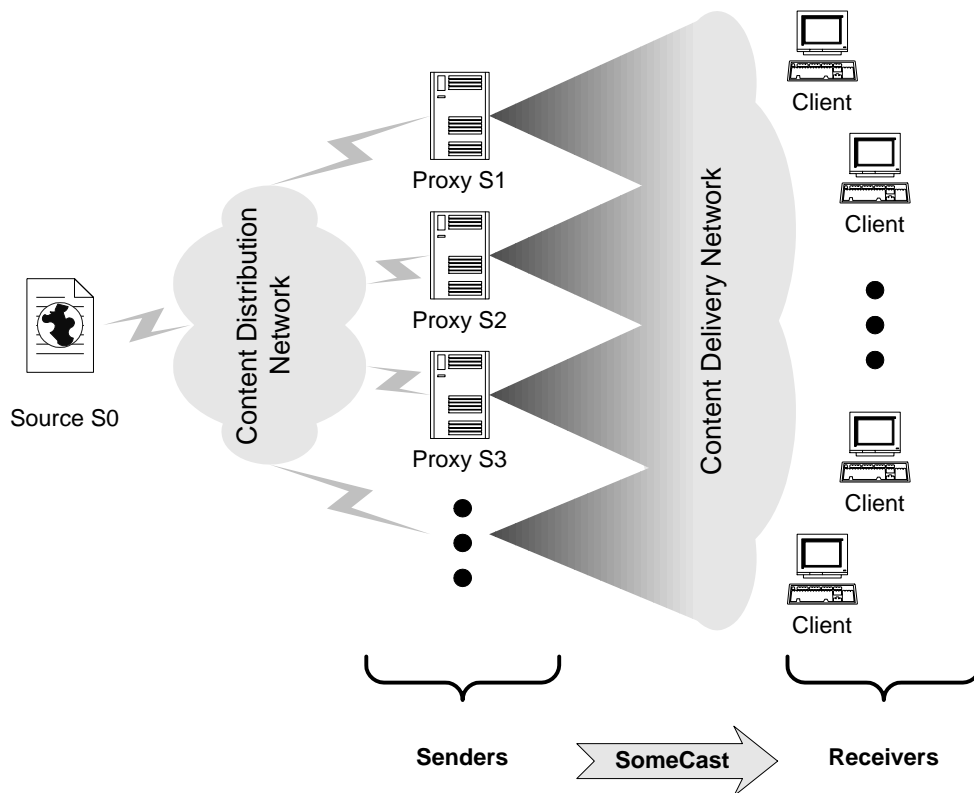 Client
Proxy S1
Client
Content Distribution
Network
Content Delivery Network
Proxy S2
Source S0
Proxy S3
Client
Client
Senders
SomeCast
Receivers